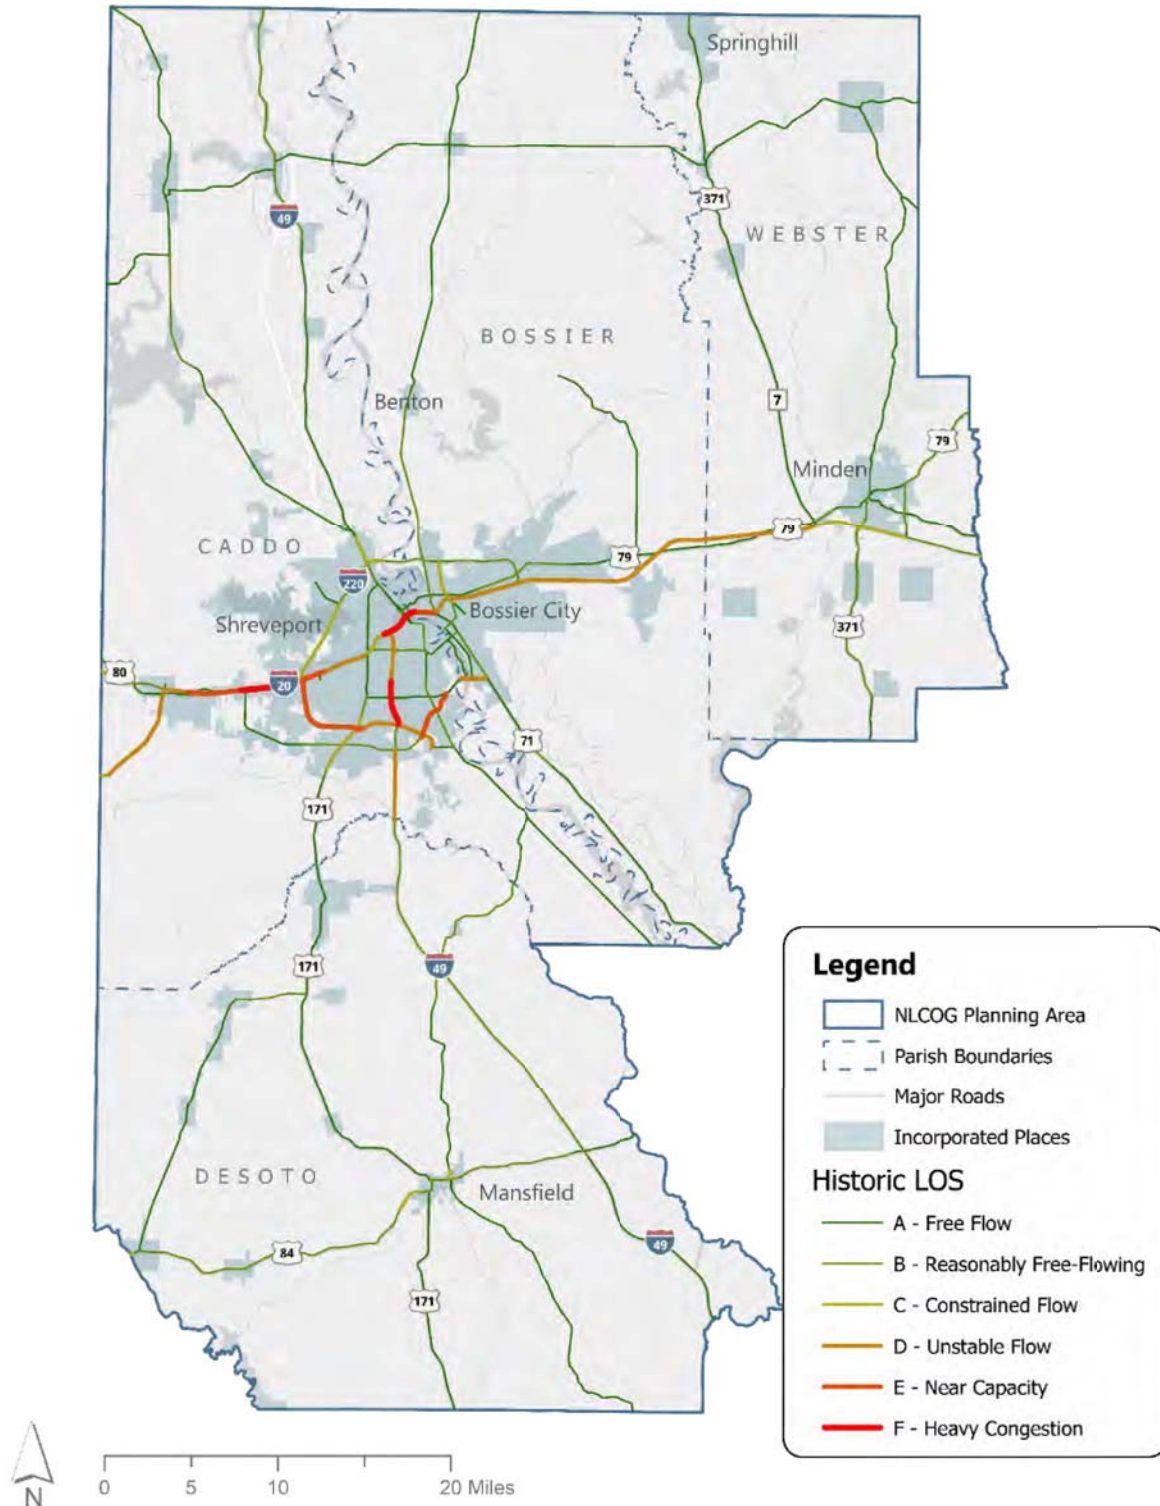 Springhill
371
WEBSTER
49
BOSSIER
Benton
7
79
Minden
79
79
CADDO
220
Bossier City
Shreveport
371
80
20
71
171
171
49
DESOTO
Mansfield
49
84
171
Legend
NLCOG Planning Area
Parish Boundaries
Major Roads
Incorporated Places
Historic LOS
A - Free Flow
B - Reasonably Free-Flowing
C - Constrained Flow
D - Unstable Flow
E - Near Capacity
F - Heavy Congestion
N
0 5 10 20 Miles